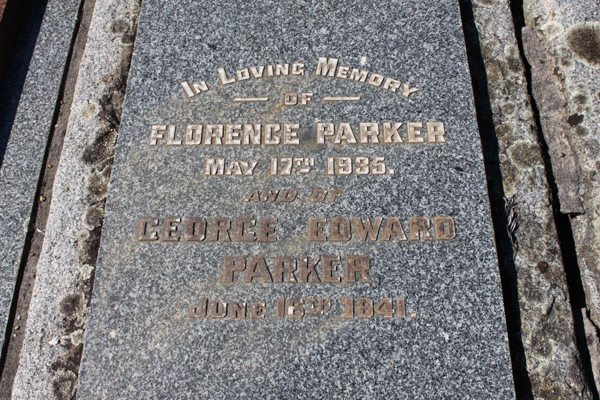 In Loving Memory
OF
FLORENCE PARKER
MAY 17TH 1935.
AND OF
GEORGE EDWARD
PARKER
JUNE 16TH 1941.